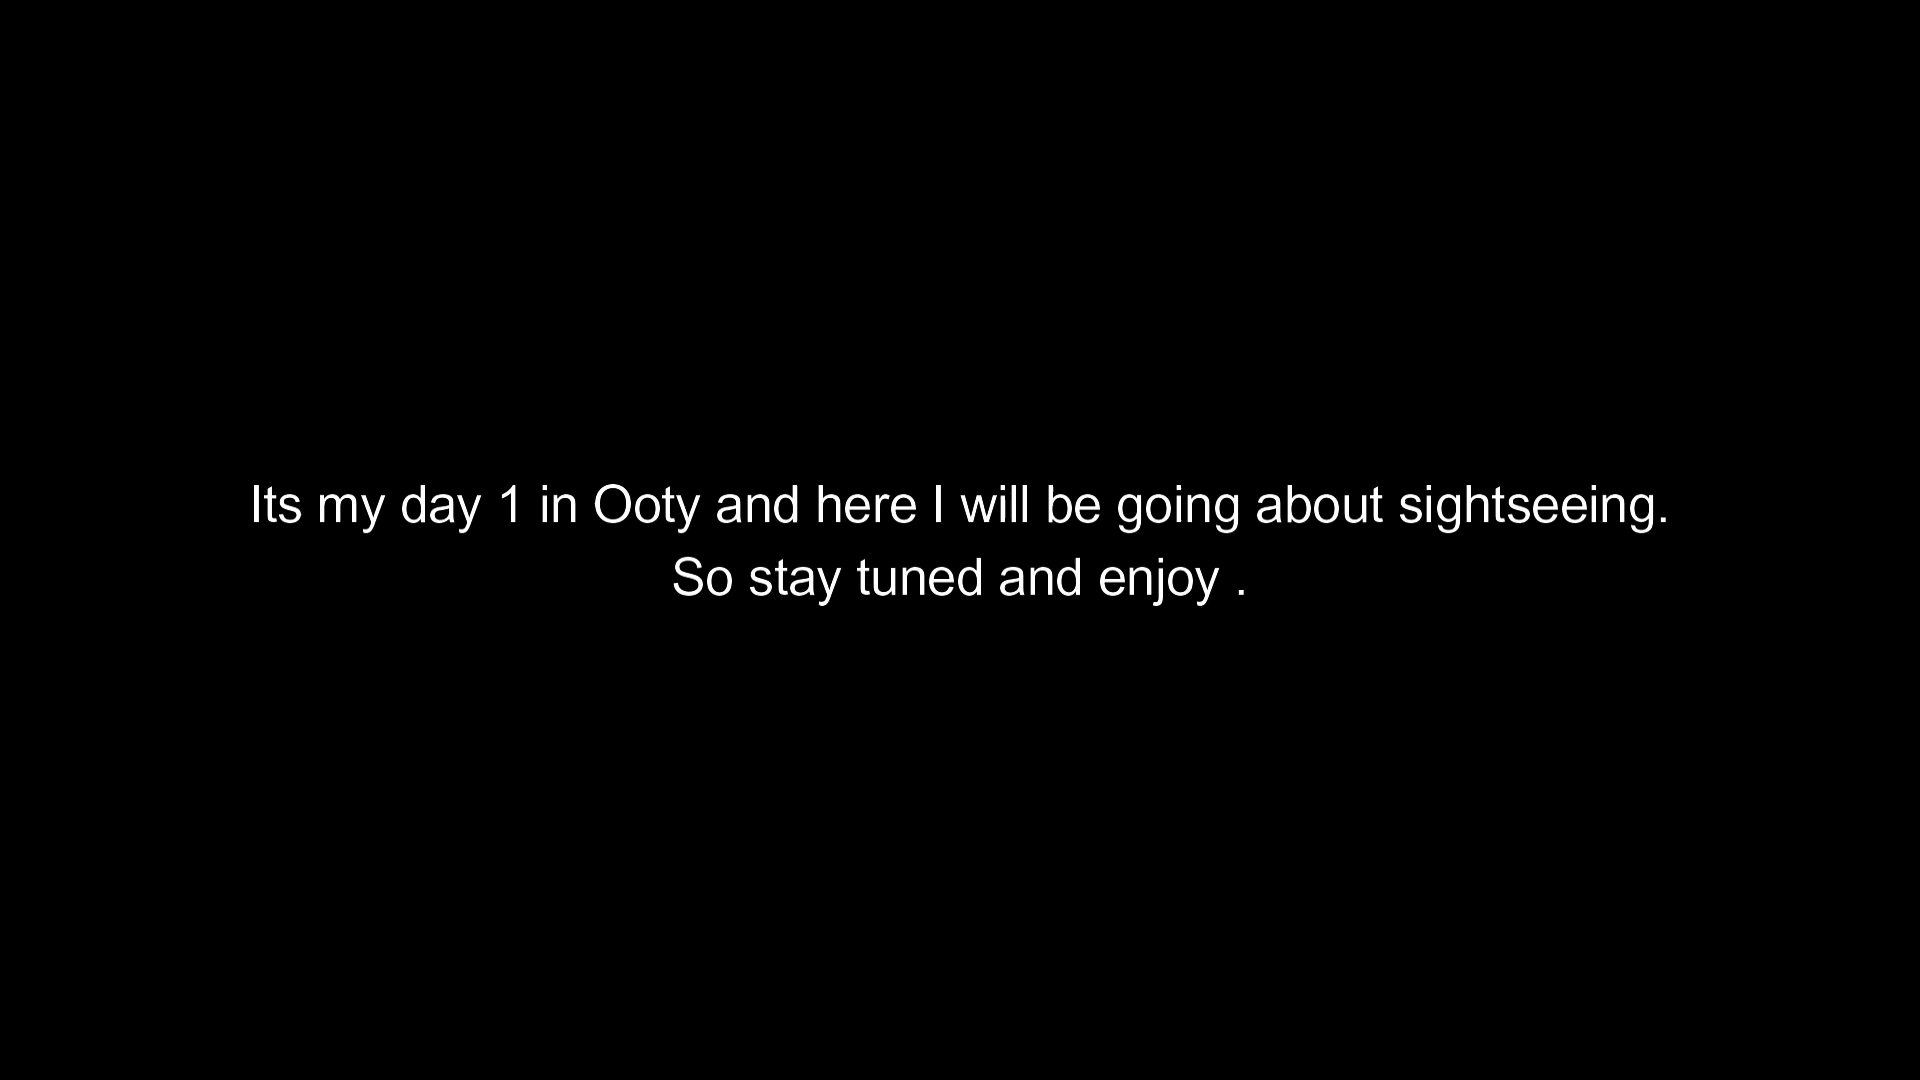 Its my day 1 in Ooty and here I will be going about sightseeing.
So stay tuned and enjoy .